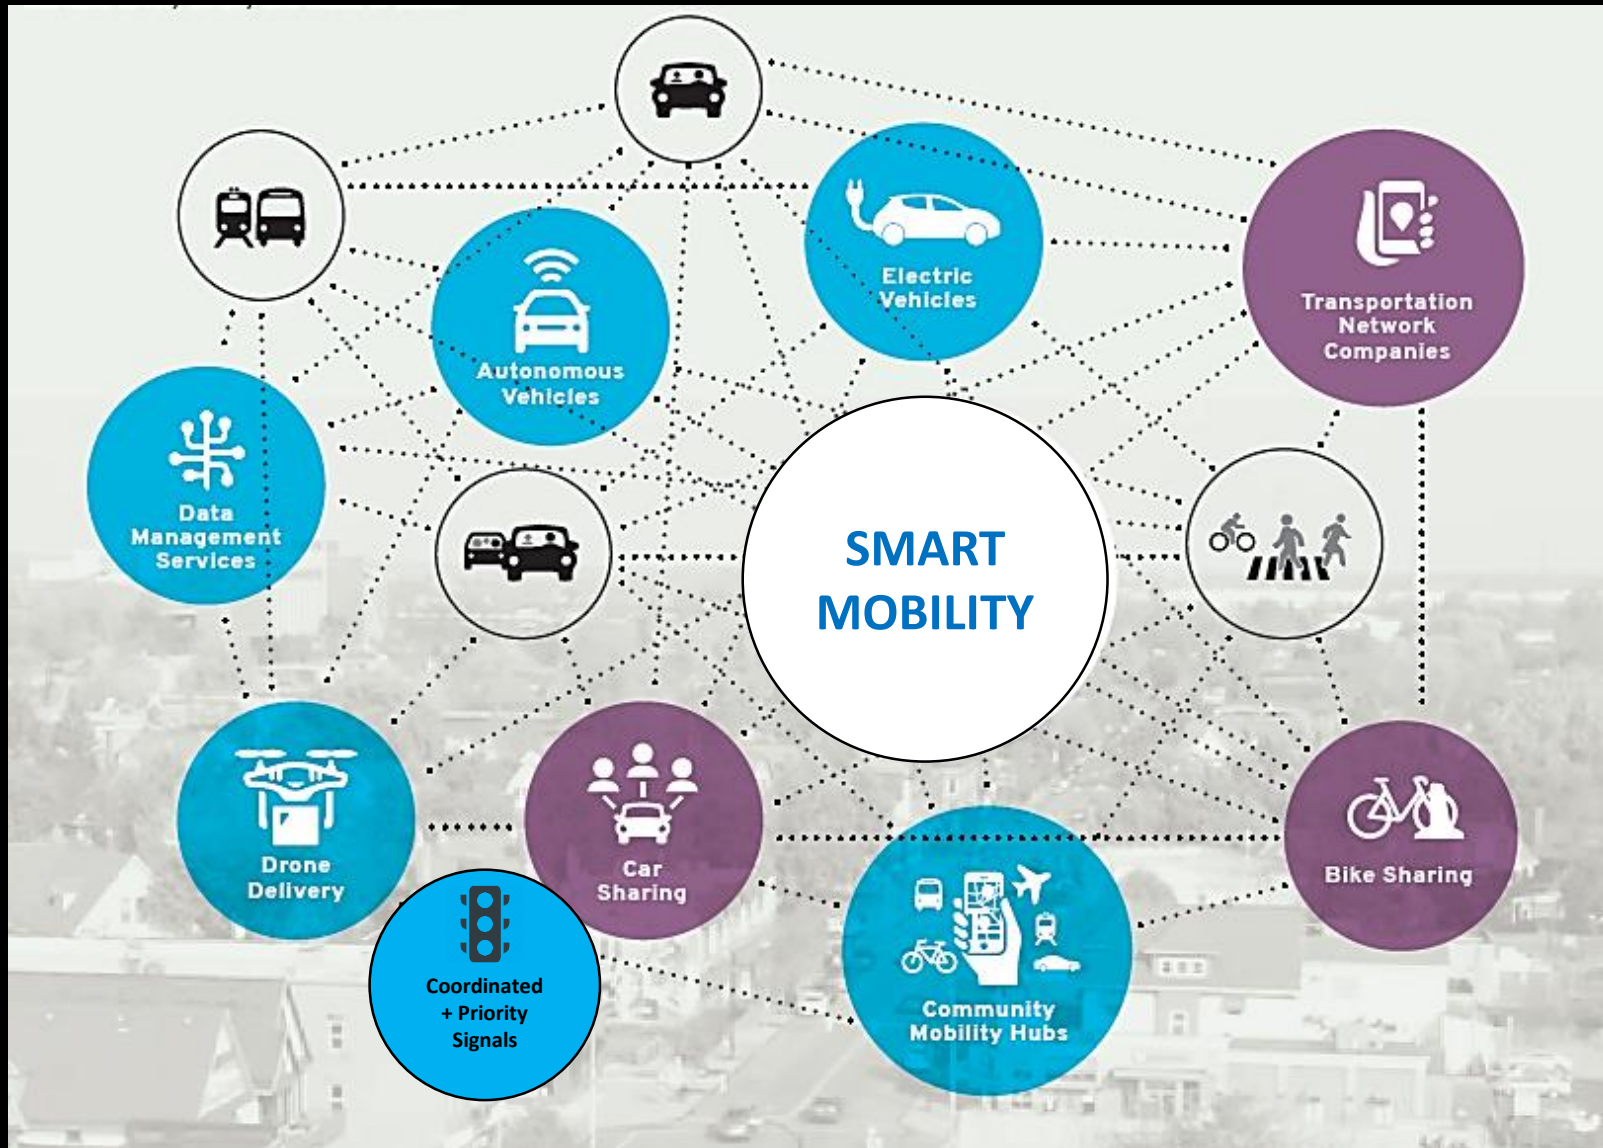 Electric
Vehicles
Transportation
Network
Companies
Autonomous
Vehicles
Data
Management
Services
SMART
MOBILITY
Drone
Delivery
Car
Sharing
Bike Sharing
Coordinated
+ Priority
Signals
Community
Mobility Hubs